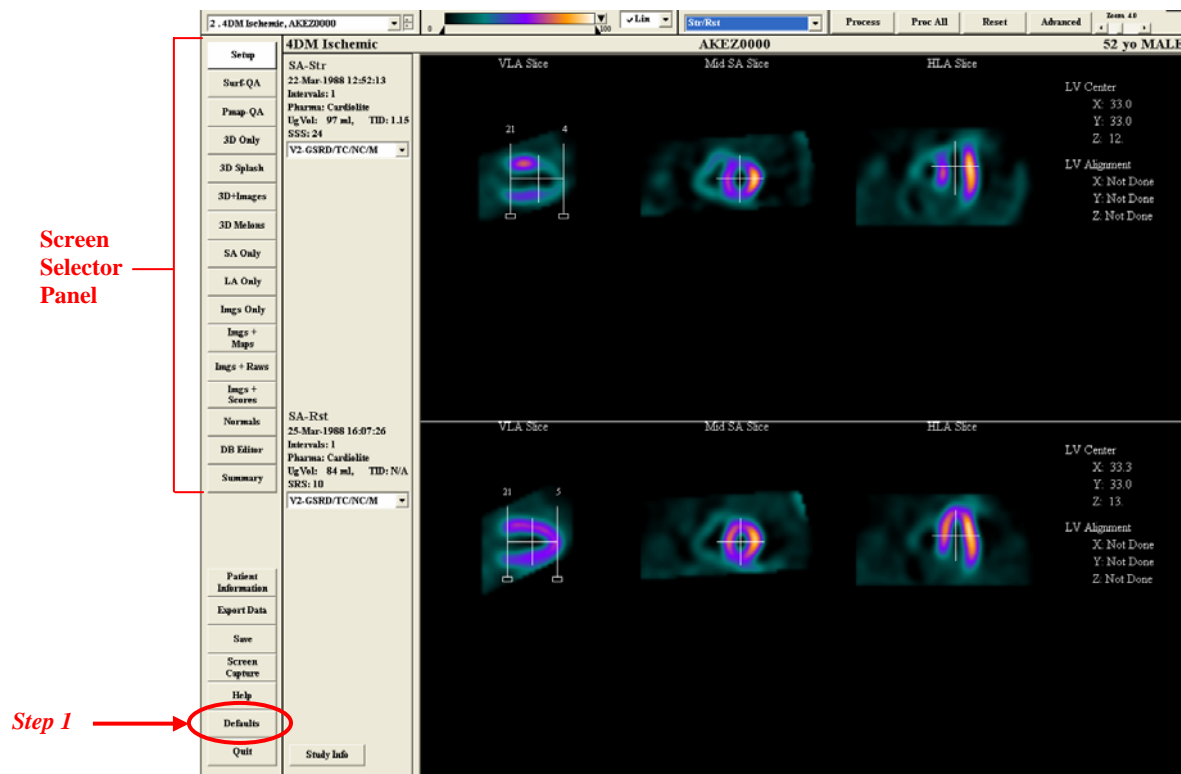 2 . 4DM Ischemic, AKEZ0000
0
100
Lin
Str/Rst
Process
Proc All
Reset
Advanced
Zoom 4.0
4DM Ischemic
AKEZ0000
52 yo MALE
Setup
Surf-QA
Pmap-QA
3D Only
3D Splash
3D+Images
3D Melons
SA Only
LA Only
Imgs Only
Imgs +
Maps
Imgs + Raws
Imgs +
Scores
Normals
DB Editor
Summary
Screen
Selector
Panel
SA-Str
22-Mar-1988 12:52:13
Intervals: 1
Pharma: Cardiolite
UgVol: 97 ml, TID: 1.15
SSS: 24
V2-GSRD/TC/NC/M
VLA Slice
Mid SA Slice
HLA Slice
21
4
LV Center
X: 33.0
Y: 33.0
Z: 12.
LV Alignment
X: Not Done
Y: Not Done
Z: Not Done
SA-Rst
25-Mar-1988 16:07:26
Intervals: 1
Pharma: Cardiolite
UgVol: 84 ml, TID: N/A
SRS: 10
V2-GSRD/TC/NC/M
VLA Slice
Mid SA Slice
HLA Slice
21
5
LV Center
X: 33.3
Y: 33.0
Z: 13.
LV Alignment
X: Not Done
Y: Not Done
Z: Not Done
Patient
Information
Export Data
Save
Screen
Capture
Help
Step 1
Defaults
Quit
Study Info